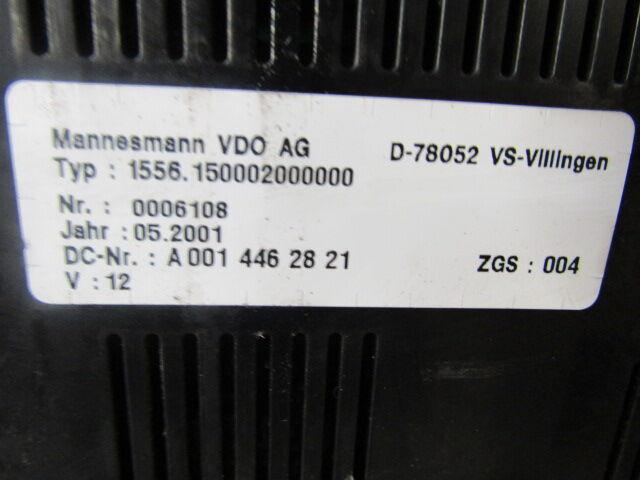 Mannesmann VDO AG D-78052 VS-Villingen
Typ : 1556.150002000000
Nr. : 0006108
Jahr : 05.2001
DC-Nr. : A 001 446 28 21 ZGS : 004
V : 12